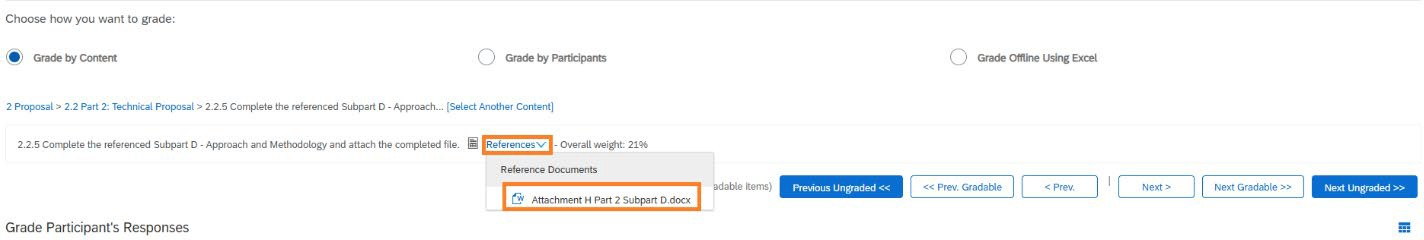 Choose how you want to grade:
Grade by Content Grade by Participants Grade Offline Using Excel
2 Proposal > 2.2 Part 2: Technical Proposal > 2.2.5 Complete the referenced Subpart D - Approach... [Select Another Content]
2.2.5 Complete the referenced Subpart D - Approach and Methodology and attach the completed file. References - Overall weight: 21%
Reference Documents
adable Items) Previous Ungraded << << Prev. Gradable < Prev. | Next > Next Gradable >> Next Ungraded >>
Attachment H Part 2 Subpart D.docx
Grade Participant's Responses